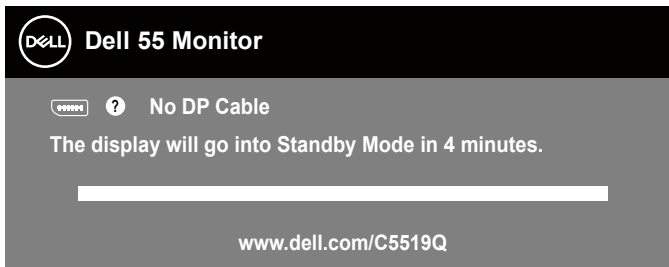 DELL Dell 55 Monitor
? No DP Cable
The display will go into Standby Mode in 4 minutes.
www.dell.com/C5519Q